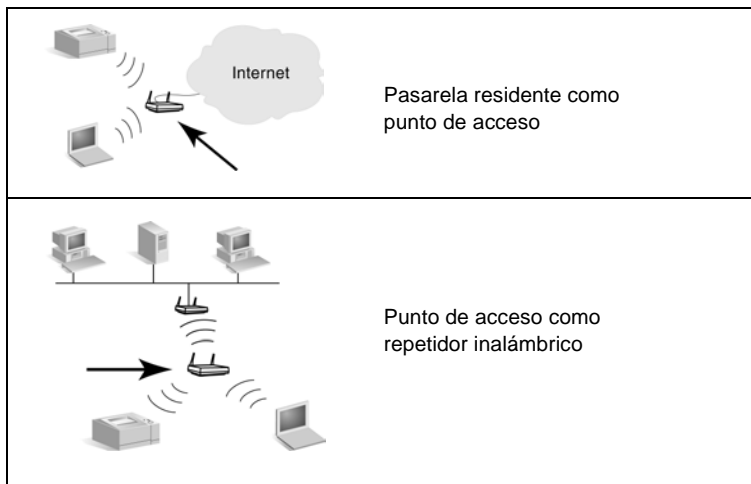 Internet
Pasarela residente como
punto de acceso
Punto de acceso como
repetidor inalámbrico